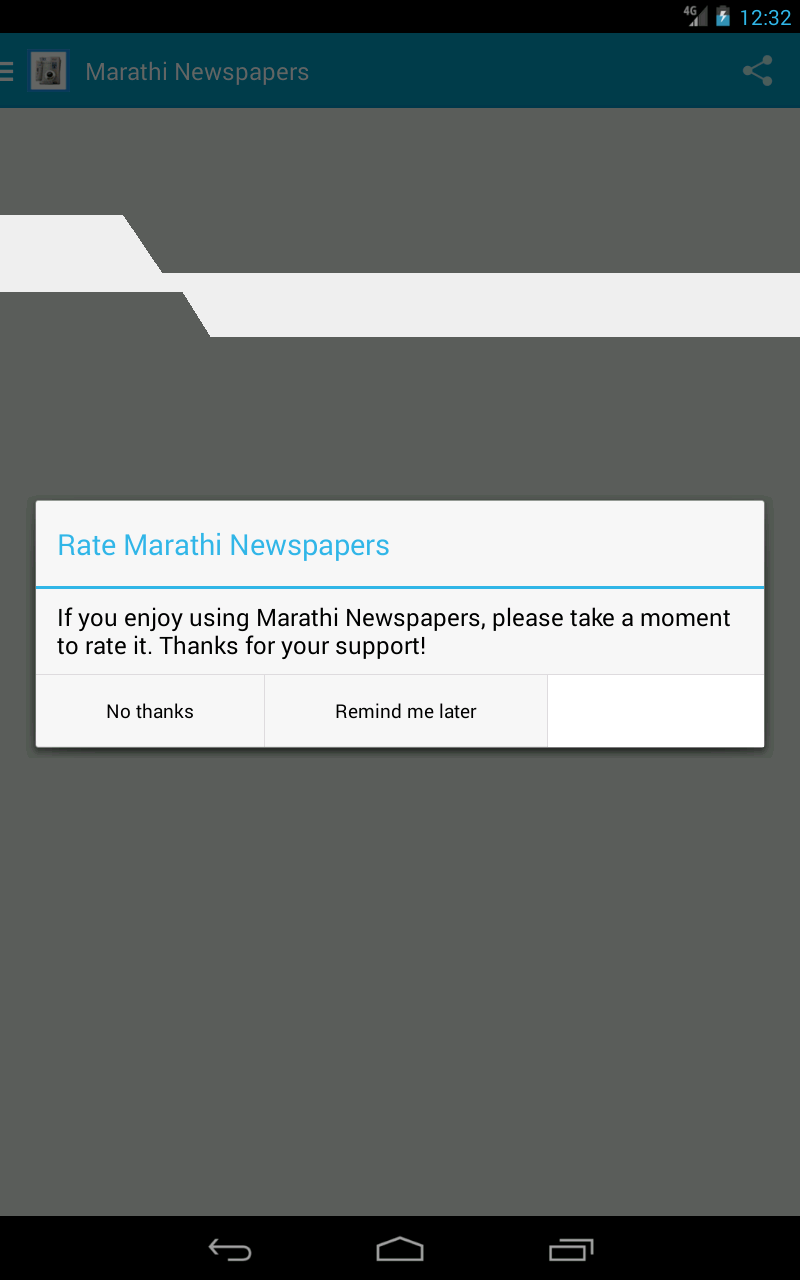 4G
12:32
Marathi Newspapers
Rate Marathi Newspapers
If you enjoy using Marathi Newspapers, please take a moment
to rate it. Thanks for your support!
No thanks
Remind me later